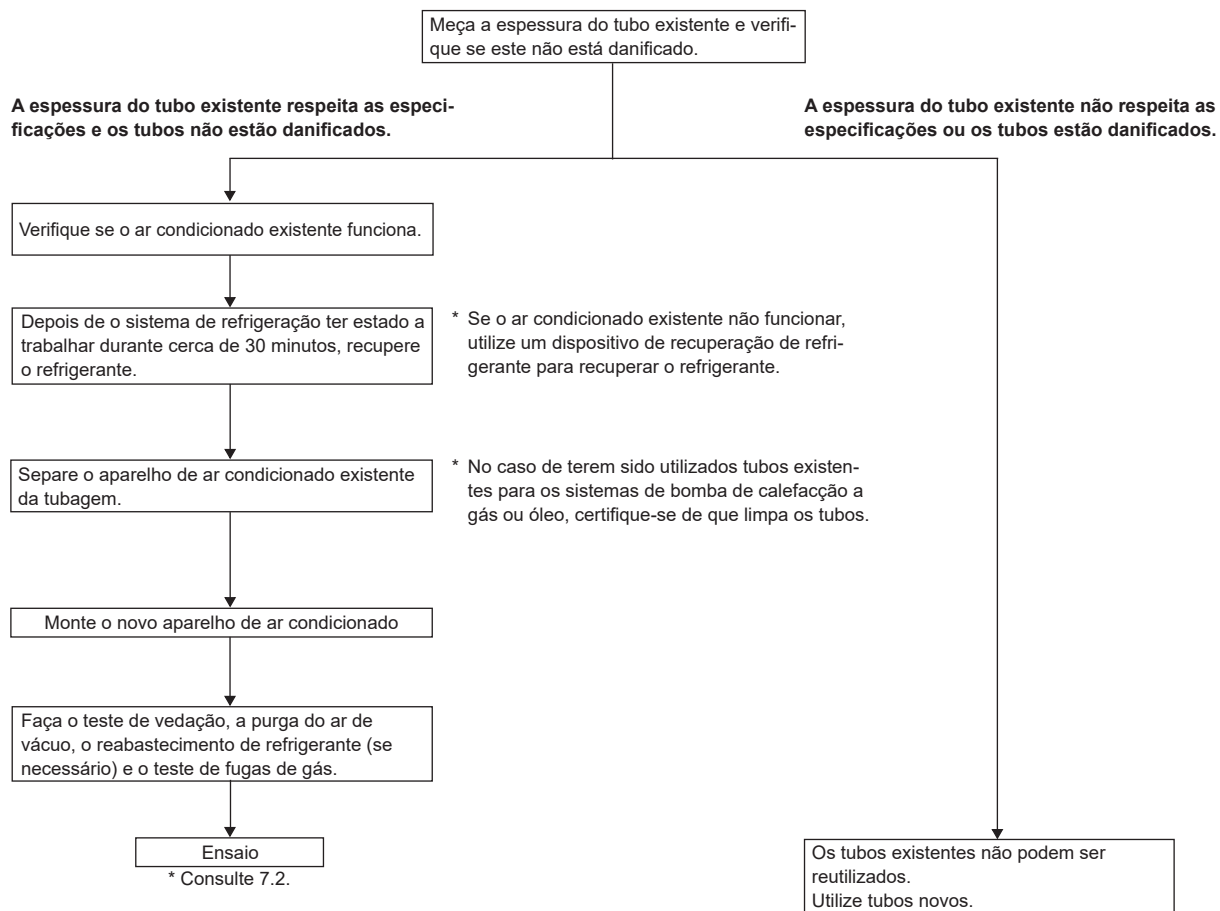 Meça a espessura do tubo existente e verifi-
que se este não está danificado.
A espessura do tubo existente respeita as especi-
ficações e os tubos não estão danificados.
A espessura do tubo existente não respeita as
especificações ou os tubos estão danificados.
Verifique se o ar condicionado existente funciona.
Depois de o sistema de refrigeração ter estado a
trabalhar durante cerca de 30 minutos, recupere
o refrigerante.
* Se o ar condicionado existente não funcionar,
utilize um dispositivo de recuperação de refri-
gerante para recuperar o refrigerante.
Separe o aparelho de ar condicionado existente
da tubagem.
* No caso de terem sido utilizados tubos existen-
tes para os sistemas de bomba de calefacção a
gás ou óleo, certifique-se de que limpa os tubos.
Monte o novo aparelho de ar condicionado
Faça o teste de vedação, a purga do ar de
vácuo, o reabastecimento de refrigerante (se
necessário) e o teste de fugas de gás.
Ensaio
* Consulte 7.2.
Os tubos existentes não podem ser
reutilizados.
Utilize tubos novos.